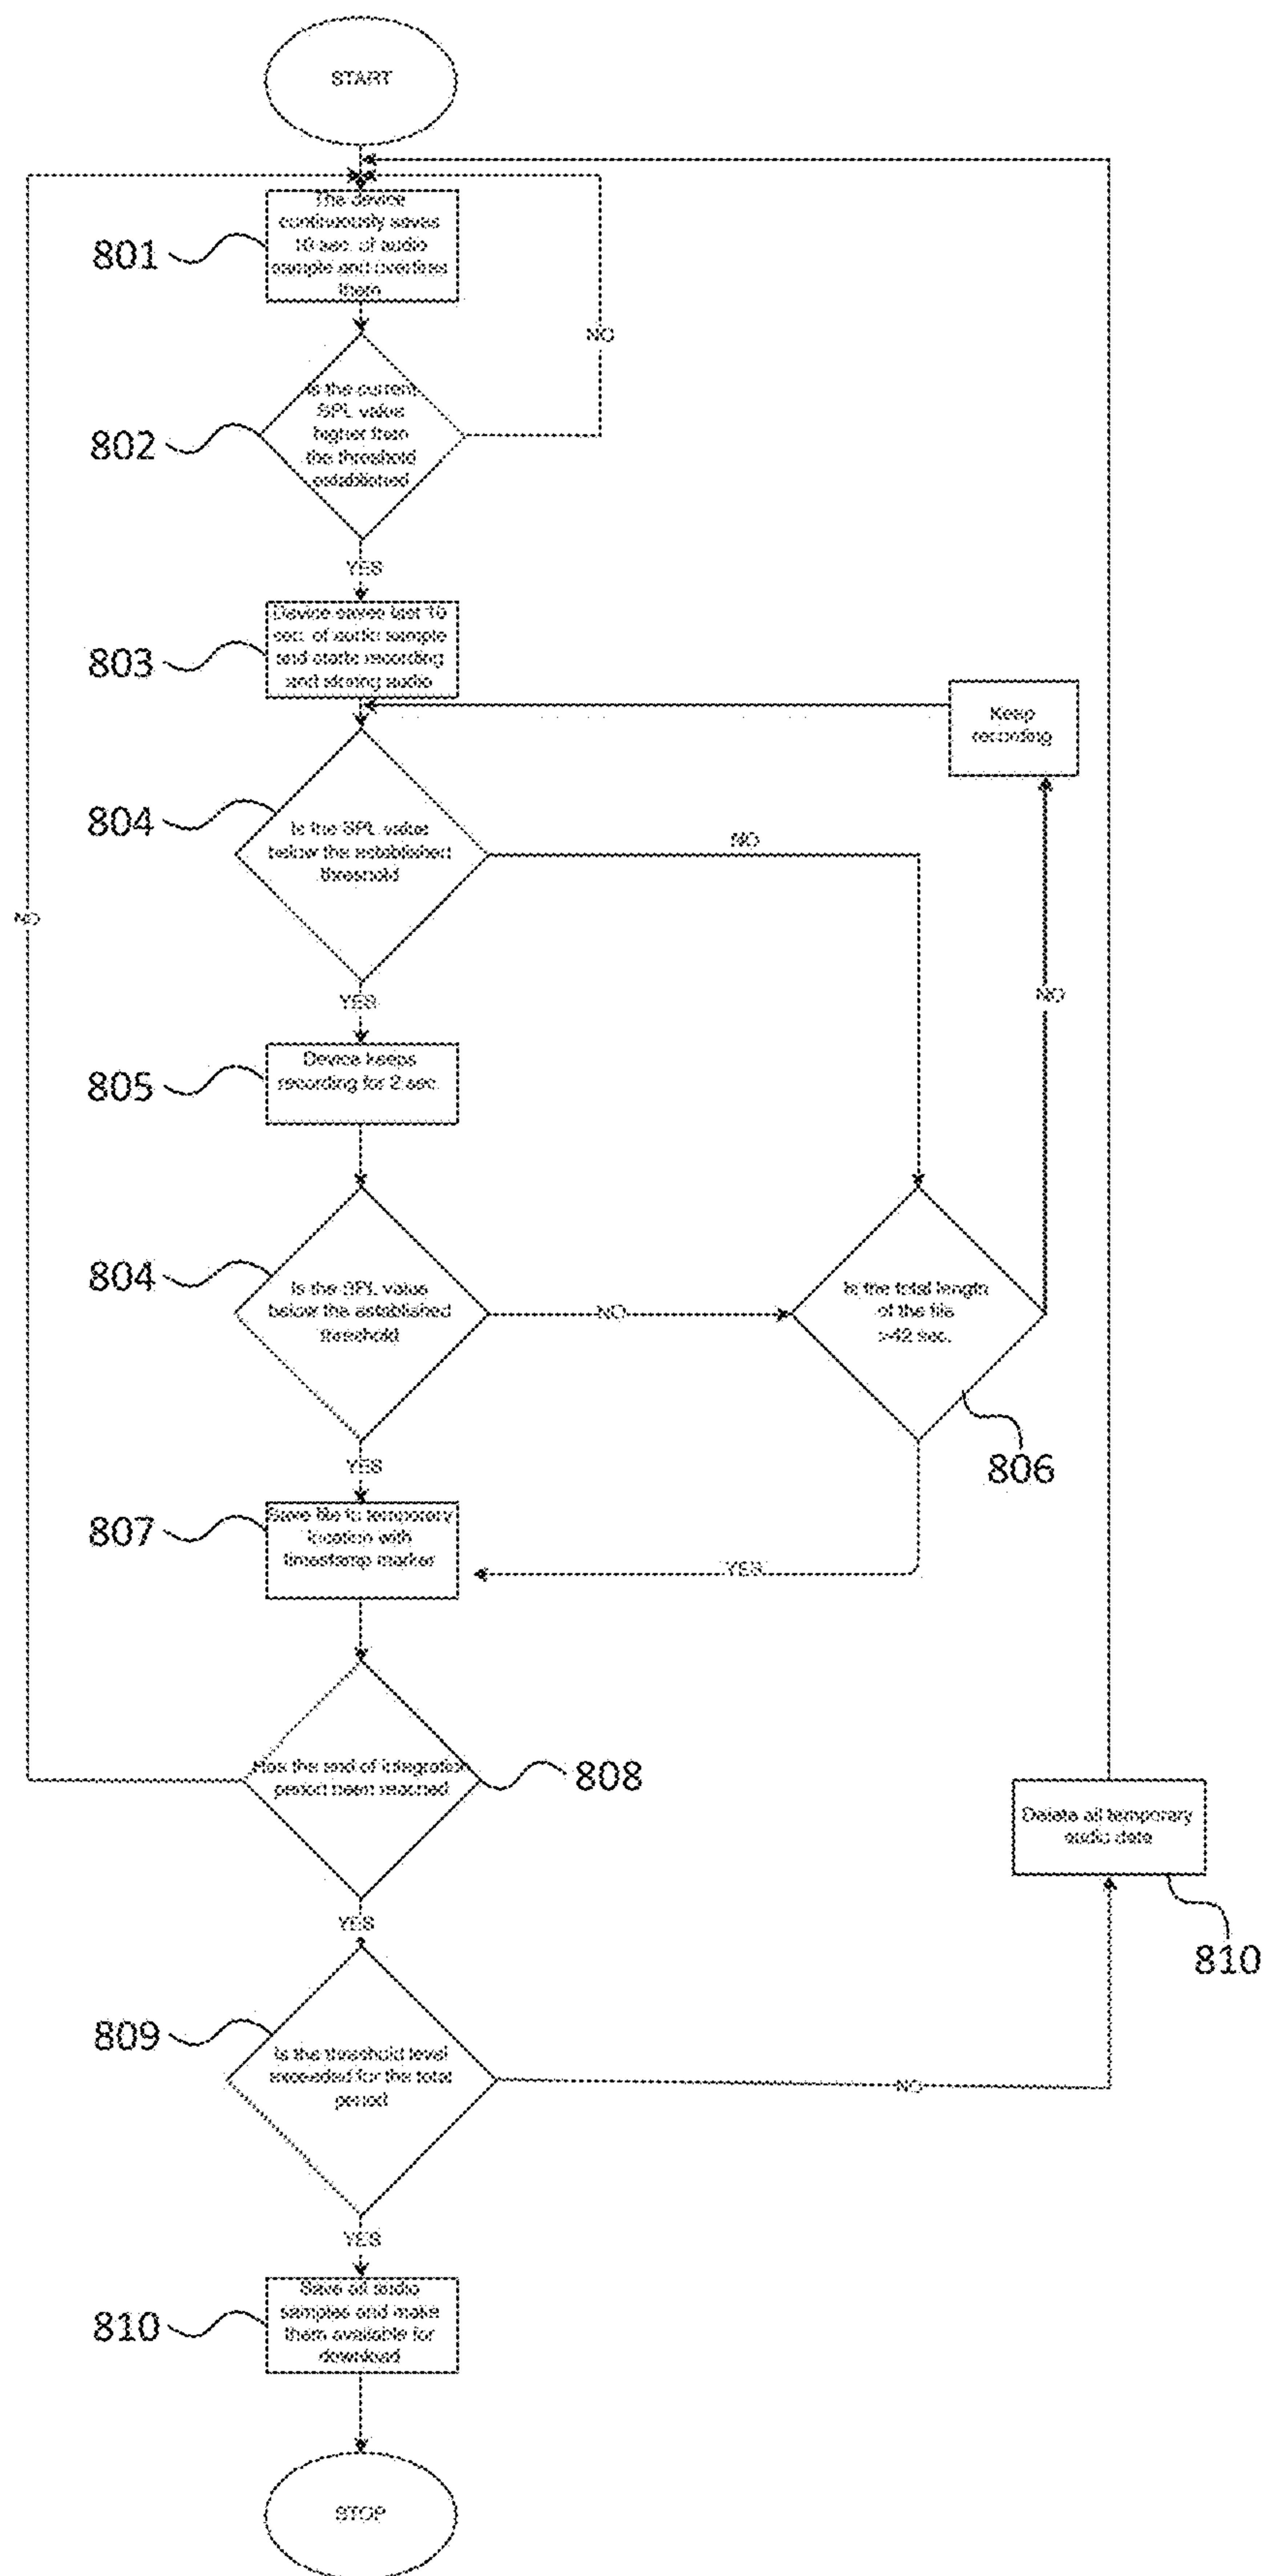 START
The device
continuously saves
10 sec. of audio
sample and overtires
them
801
NO
Is the current
SPL value
higher than
the threshold
established
802
YES
Device saves last 10
sec. of audio sample
and starts recording
and storing audio
803
Keep
recording
804
Is the SPL value
below the established
threshold
NO
NO
YES
NO
Device keeps
recording for 2 sec.
805
804
Is the SPL value
below the established
threshold
NO
Is the total length
of the file
>42 sec.
806
YES
Save file to temporary
location with
timestamp marker
807
YES
Has the end of integration
period been reached
808
Delete all temporary
audio data
810
YES
809
Is the threshold level
exceeded for the total
period
NO
YES
Save all audio
samples and make
them available for
download
810
STOP